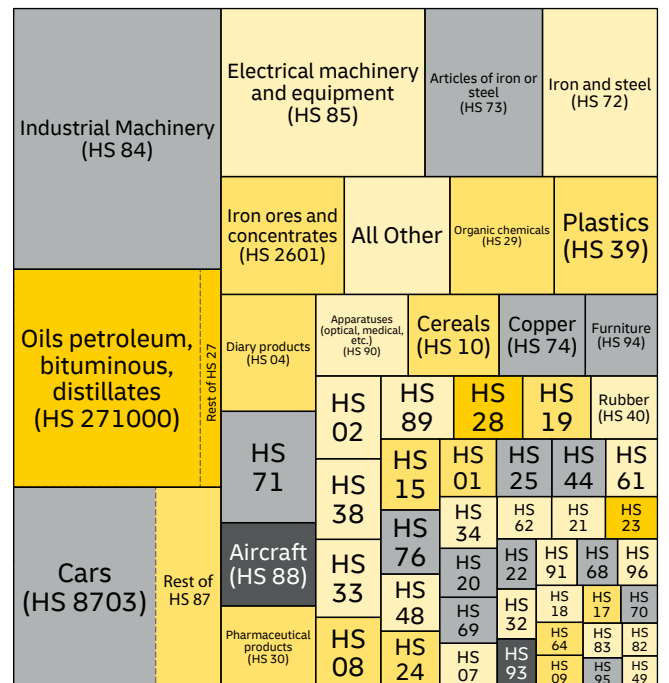 Industrial Machinery
(HS 84)
Electrical machinery
and equipment
(HS 85)
Articles of iron or
steel
(HS 73)
Iron and steel
(HS 72)
Iron ores and
concentrates
(HS 2601)
All Other
Organic chemicals
(HS 29)
Plastics
(HS 39)
Oils petroleum,
bituminous,
distillates
(HS 271000)
Rest of HS 27
Diary products
(HS 04)
Apparatuses
(optical, medical,
etc.)
(HS 90)
Cereals
(HS 10)
Copper
(HS 74)
Furniture
(HS 94)
HS
02
HS
89
HS
28
HS
19
Rubber
(HS 40)
HS
71
HS
38
HS
15
HS
01
HS
25
HS
44
HS
61
HS
34
HS
62
HS
21
HS
23
Cars
(HS 8703)
Rest of
HS 87
Aircraft
(HS 88)
HS
33
HS
76
HS
20
HS
22
HS
91
HS
68
HS
96
HS
48
HS
69
HS
32
HS
18
HS
17
HS
70
Pharmaceutical
products
(HS 30)
HS
08
HS
24
HS
07
HS
93
HS
64
HS
83
HS
82
HS
09
HS
95
HS
49